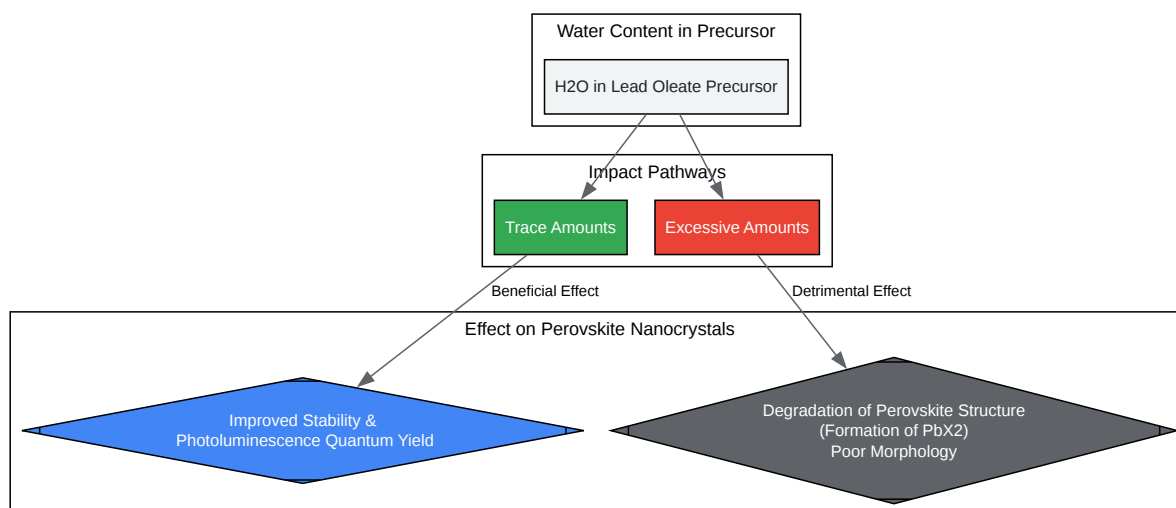 Water Content in Precursor
H2O in Lead Oleate Precursor
Impact Pathways
Trace Amounts
Excessive Amounts
Beneficial Effect
Detrimental Effect
Effect on Perovskite Nanocrystals
Improved Stability &
Photoluminescence Quantum Yield
Degradation of Perovskite Structure
(Formation of PbX2)
Poor Morphology